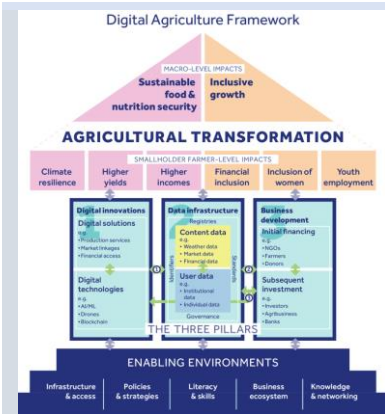 Digital Agriculture Framework
MACRO-LEVEL IMPACTS
Sustainable
food &
nutrition security
Inclusive
growth
AGRICULTURAL TRANSFORMATION
SMALLHOLDER FARMER-LEVEL IMPACTS
Climate
resilience
Higher
yields
Higher
incomes
Financial
inclusion
Inclusion of
women
Youth
employment
1
Digital innovations
Digital solutions
e.g.
• Production services
• Market linkages
• Financial access
Digital
technologies
e.g.
• AI/ML
• Drones
• Blockchain
2
Data infrastructure
Registries
Identifiers
Standards
Content data
e.g.
• Weather data
• Market data
• Financial data
User data
e.g.
• Institutional
data
• Individual data
Governance
3
Business
development
Initial financing
e.g.
• NGOs
• Farmers
• Donors
Subsequent
investment
e.g.
• Investors
• Agribusiness
• Banks
THE THREE PILLARS
ENABLING ENVIRONMENTS
Infrastructure
& access
Policies
& strategies
Literacy
& skills
Business
ecosystem
Knowledge
& networking